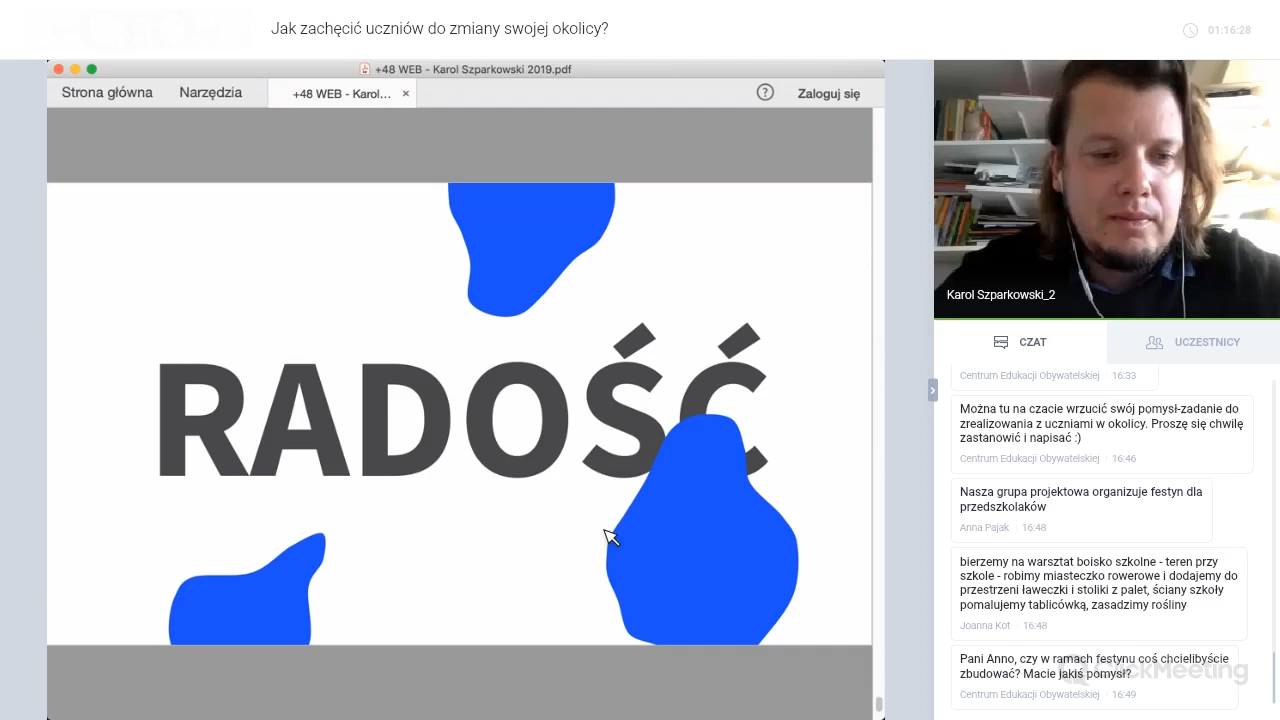 Jak zachęcić uczniów do zmiany swojej okolicy?
01:16:28
+48 WEB - Karol Szparkowski 2019.pdf
Strona główna
Narzędzia
+48 WEB - Karol...
×
?
Zaloguj się
RADOŚĆ
Karol Szparkowski_2
CZAT
UCZESTNICY
Centrum Edukacji Obywatelskiej 16:33
Można tu na czacie wrzucić swój pomysł-zadanie do
zrealizowania z uczniami w okolicy. Proszę się chwilę
zastanowić i napisać :)
Centrum Edukacji Obywatelskiej 16:46
Nasza grupa projektowa organizuje festyn dla
przedszkolaków
Anna Pajak 16:48
bierzemy na warsztat boisko szkolne - teren przy
szkole - robimy miasteczko rowerowe i dodajemy do
przestrzeni ławeczki i stoliki z palet, ściany szkoły
pomalujemy tablicówką, zasadzimy rośliny
Joanna Kot 16:48
Pani Anno, czy w ramach festynu coś chcielibyście
zbudować? Macie jakiś pomysł?
Centrum Edukacji Obywatelskiej 16:49
ClickMeeting